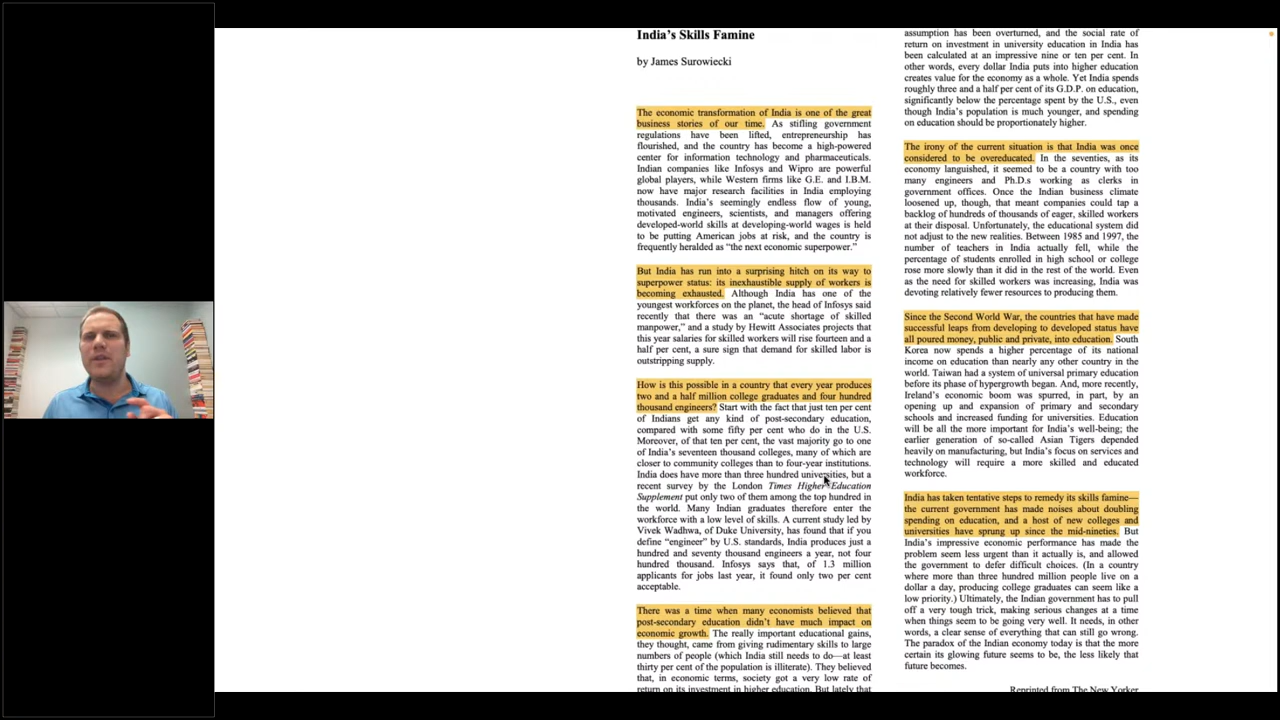 India's Skills Famine
by James Surowiecki
The economic transformation of India is one of the great
business stories of our time. As stifling government
regulations have been lifted, entrepreneurship has
flourished, and the country has become a high-powered
center for information technology and pharmaceuticals.
Indian companies like Infosys and Wipro are powerful
global players, while Western firms like G.E. and I.B.M.
now have major research facilities in India employing
thousands. India's seemingly endless flow of young,
motivated engineers, scientists, and managers offering
developed-world skills at developing-world wages is held
to be putting American jobs at risk, and the country is
frequently heralded as "the next economic superpower."
But India has run into a surprising hitch on its way to
superpower status: its inexhaustible supply of workers is
becoming exhausted. Although India has one of the
youngest workforces on the planet, the head of Infosys said
recently that there was an "acute shortage of skilled
manpower," and a study by Hewitt Associates projects that
this year salaries for skilled workers will rise fourteen and a
half per cent, a sure sign that demand for skilled labor is
outstripping supply.
How is this possible in a country that every year produces
two and a half million college graduates and four hundred
thousand engineers? Start with the fact that just ten per cent
of Indians get any kind of post-secondary education,
compared with some fifty per cent who do in the U.S.
Moreover, of that ten per cent, the vast majority go to one
of India's seventeen thousand colleges, many of which are
closer to community colleges than to four-year institutions.
India does have more than three hundred universities, but a
recent survey by the London Times Higher Education
Supplement put only two of them among the top hundred in
the world. Many Indian graduates therefore enter the
workforce with a low level of skills. A current study led by
Vivek Wadhwa, of Duke University, has found that if you
define "engineer" by U.S. standards, India produces just a
hundred and seventy thousand engineers a year, not four
hundred thousand. Infosys says that, of 1.3 million
applicants for jobs last year, it found only two per cent
acceptable.
There was a time when many economists believed that
post-secondary education didn't have much impact on
economic growth. The really important educational gains,
they thought, came from giving rudimentary skills to large
numbers of people (which India still needs to do—at least
thirty per cent of the population is illiterate). They believed
that, in economic terms, society got a very low rate of
return on its investment in higher education. But lately that
assumption has been overturned, and the social rate of
return on investment in university education in India has
been calculated at an impressive nine or ten per cent. In
other words, every dollar India puts into higher education
creates value for the economy as a whole. Yet India spends
roughly three and a half per cent of its G.D.P. on education,
significantly below the percentage spent by the U.S., even
though India's population is much younger, and spending
on education should be proportionately higher.
The irony of the current situation is that India was once
considered to be overeducated. In the seventies, as its
economy languished, it seemed to be a country with too
many engineers and Ph.D.s working as clerks in
government offices. Once the Indian business climate
loosened up, though, that meant companies could tap a
backlog of hundreds of thousands of eager, skilled workers
at their disposal. Unfortunately, the educational system did
not adjust to the new realities. Between 1985 and 1997, the
number of teachers in India actually fell, while the
percentage of students enrolled in high school or college
rose more slowly than it did in the rest of the world. Even
as the need for skilled workers was increasing, India was
devoting relatively fewer resources to producing them.
Since the Second World War, the countries that have made
successful leaps from developing to developed status have
all poured money, public and private, into education. South
Korea now spends a higher percentage of its national
income on education than nearly any other country in the
world. Taiwan had a system of universal primary education
before its phase of hypergrowth began. And, more recently,
Ireland's economic boom was spurred, in part, by an
opening up and expansion of primary and secondary
schools and increased funding for universities. Education
will be all the more important for India's well-being; the
earlier generation of so-called Asian Tigers depended
heavily on manufacturing, but India's focus on services and
technology will require a more skilled and educated
workforce.
India has taken tentative steps to remedy its skills famine—
the current government has made noises about doubling
spending on education, and a host of new colleges and
universities have sprung up since the mid-nineties. But
India's impressive economic performance has made the
problem seem less urgent than it actually is, and allowed
the government to defer difficult choices. (In a country
where more than three hundred million people live on a
dollar a day, producing college graduates can seem like a
low priority.) Ultimately, the Indian government has to pull
off a very tough trick, making serious changes at a time
when things seem to be going very well. It needs, in other
words, a clear sense of everything that can still go wrong.
The paradox of the Indian economy today is that the more
certain its glowing future seems to be, the less likely that
future becomes.
Reprinted from The New Yorker